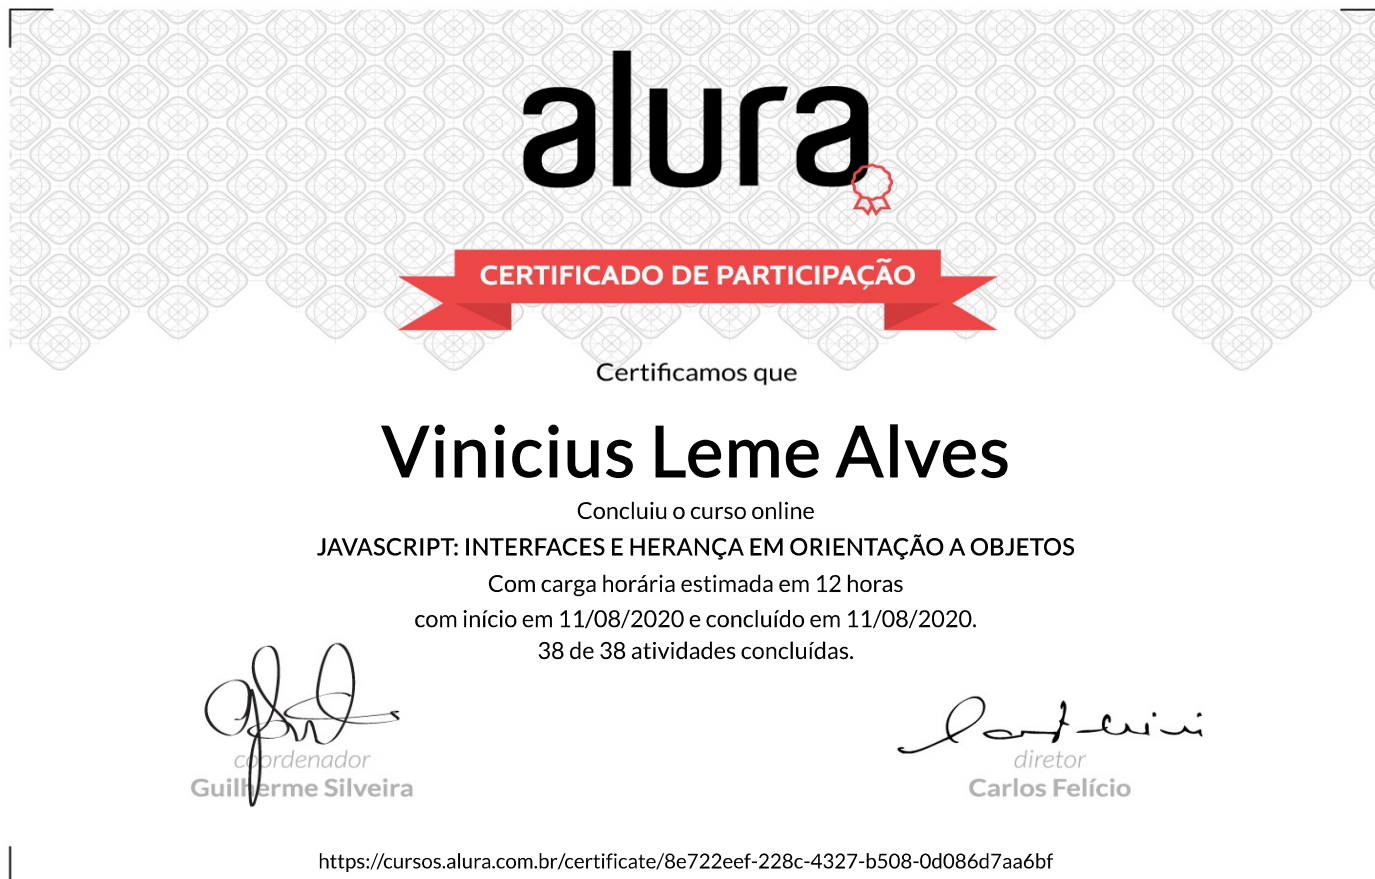 alura
CERTIFICADO DE PARTICIPAÇÃO
Certificamos que
Vinicius Leme Alves
Concluiu o curso online
JAVASCRIPT: INTERFACES E HERANÇA EM ORIENTAÇÃO A OBJETOS
Com carga horária estimada em 12 horas
com início em 11/08/2020 e concluído em 11/08/2020.
38 de 38 atividades concluídas.
coordenador
Guilherme Silveira
diretor
Carlos Felício
https://cursos.alura.com.br/certificate/8e722eef-228c-4327-b508-0d086d7aa6bf